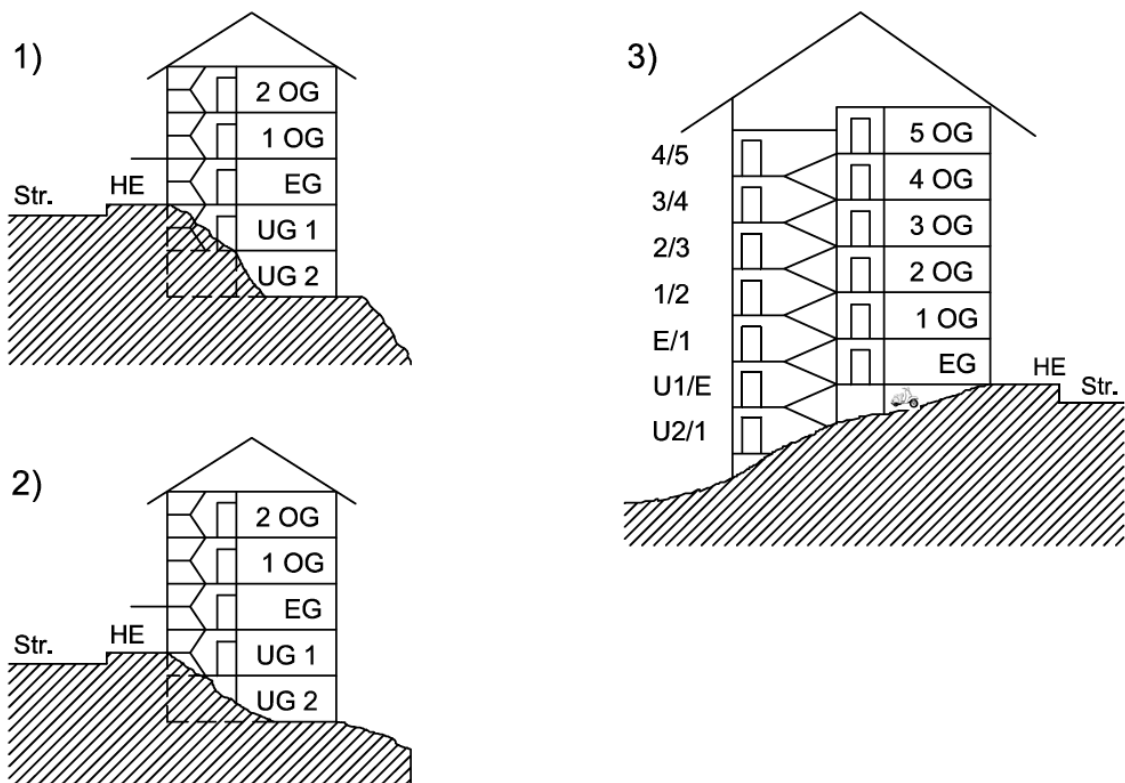 1)
2 OG
1 OG
EG
UG 1
UG 2
Str.
HE
2)
2 OG
1 OG
EG
UG 1
UG 2
Str.
HE
3)
4/5
3/4
2/3
1/2
E/1
U1/E
U2/1
5 OG
4 OG
3 OG
2 OG
1 OG
EG
HE
Str.